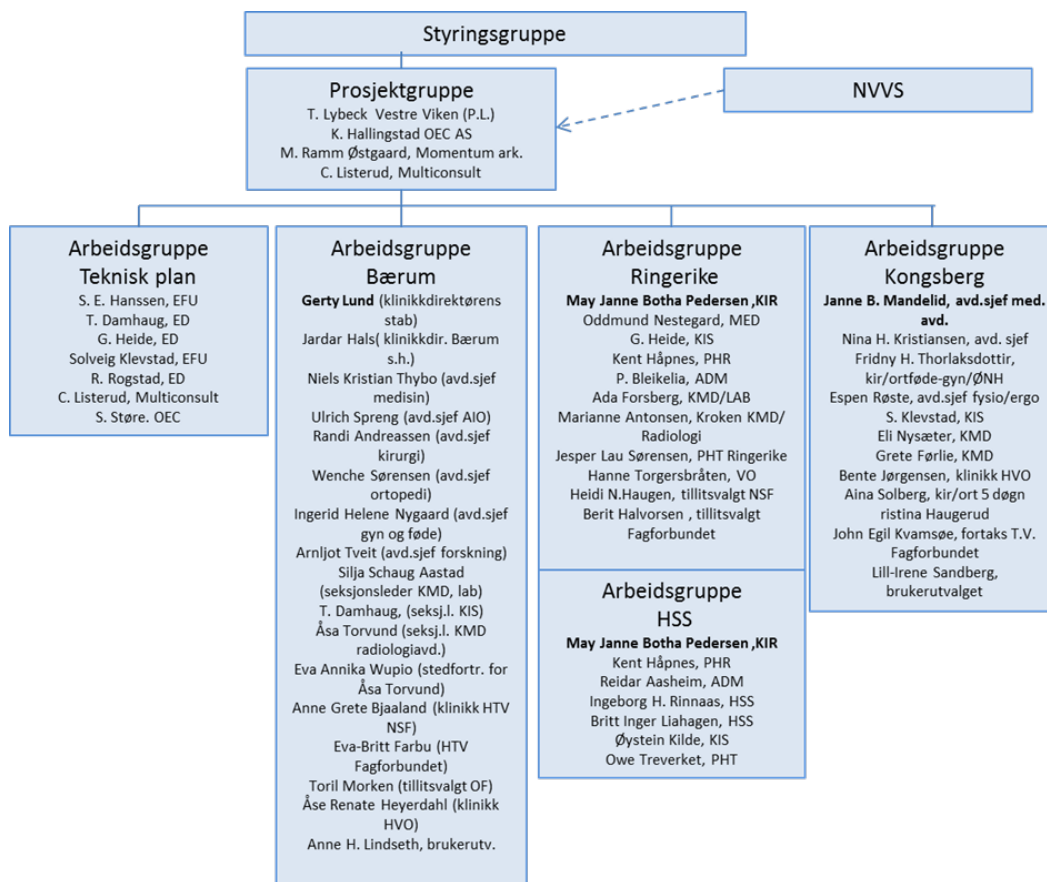 Styringsgruppe
Prosjektgruppe
T. Lybeck Vestre Viken (P.L.)
K. Hallingstad OEC AS
M. Ramm Østgaard, Momentum ark.
C. Listerud, Multiconsult
NVVS
Arbeidsgruppe
Teknisk plan
S. E. Hanssen, EFU
T. Damhaug, ED
G. Heide, ED
Solveig Klevstad, EFU
R. Rogstad, ED
C. Listerud, Multiconsult
S. Støre. OEC
Arbeidsgruppe
Bærum
Gerty Lund (klinikkdirektørens
stab)
Jardar Hals( klinikkdir. Bærum
s.h.)
Niels Kristian Thybo (avd.sjef
medisin)
Ulrich Spreng (avd.sjef AIO)
Randi Andreassen (avd.sjef
kirurgi)
Wenche Sørensen (avd.sjef
ortopedi)
Ingerid Helene Nygaard (avd.sjef
gyn og føde)
Arnljot Tveit (avd.sjef forskning)
Silja Schaug Aastad
(seksjonsleder KMD, lab)
T. Damhaug, (seksj.l. KIS)
Åsa Torvund (seksj.l. KMD
radiologiavd.)
Eva Annika Wupio (stedfortr. for
Åsa Torvund)
Anne Grete Bjaaland (klinikk HTV
NSF)
Eva-Britt Farbu (HTV
Fagforbundet)
Toril Morken (tillitsvalgt OF)
Åse Renate Heyerdahl (klinikk
HVO)
Anne H. Lindseth, brukerutv.
Arbeidsgruppe
Ringerike
May Janne Botha Pedersen ,KIR
Oddmund Nestegard, MED
G. Heide, KIS
Kent Håpnes, PHR
P. Bleikelia, ADM
Ada Forsberg, KMD/LAB
Marianne Antonsen, Kroken KMD/
Radiologi
Jesper Lau Sørensen, PHT Ringerike
Hanne Torgersbråten, VO
Heidi N.Haugen, tillitsvalgt NSF
Berit Halvorsen , tillitsvalgt
Fagforbundet
Arbeidsgruppe
HSS
May Janne Botha Pedersen ,KIR
Kent Håpnes, PHR
Reidar Aasheim, ADM
Ingeborg H. Rinnaas, HSS
Britt Inger Liahagen, HSS
Øystein Kilde, KIS
Owe Treverket, PHT
Arbeidsgruppe
Kongsberg
Janne B. Mandelid, avd.sjef med.
avd.
Nina H. Kristiansen, avd. sjef
Fridny H. Thorlaksdottir,
kir/ortføde-gyn/ØNH
Espen Røste, avd.sjef fysio/ergo
S. Klevstad, KIS
Eli Nysæter, KMD
Grete Førlie, KMD
Bente Jørgensen, klinikk HVO
Aina Solberg, kir/ort 5 døgn
ristina Haugerud
John Egil Kvamsøe, fortaks T.V.
Fagforbundet
Lill-Irene Sandberg,
brukerutvalget